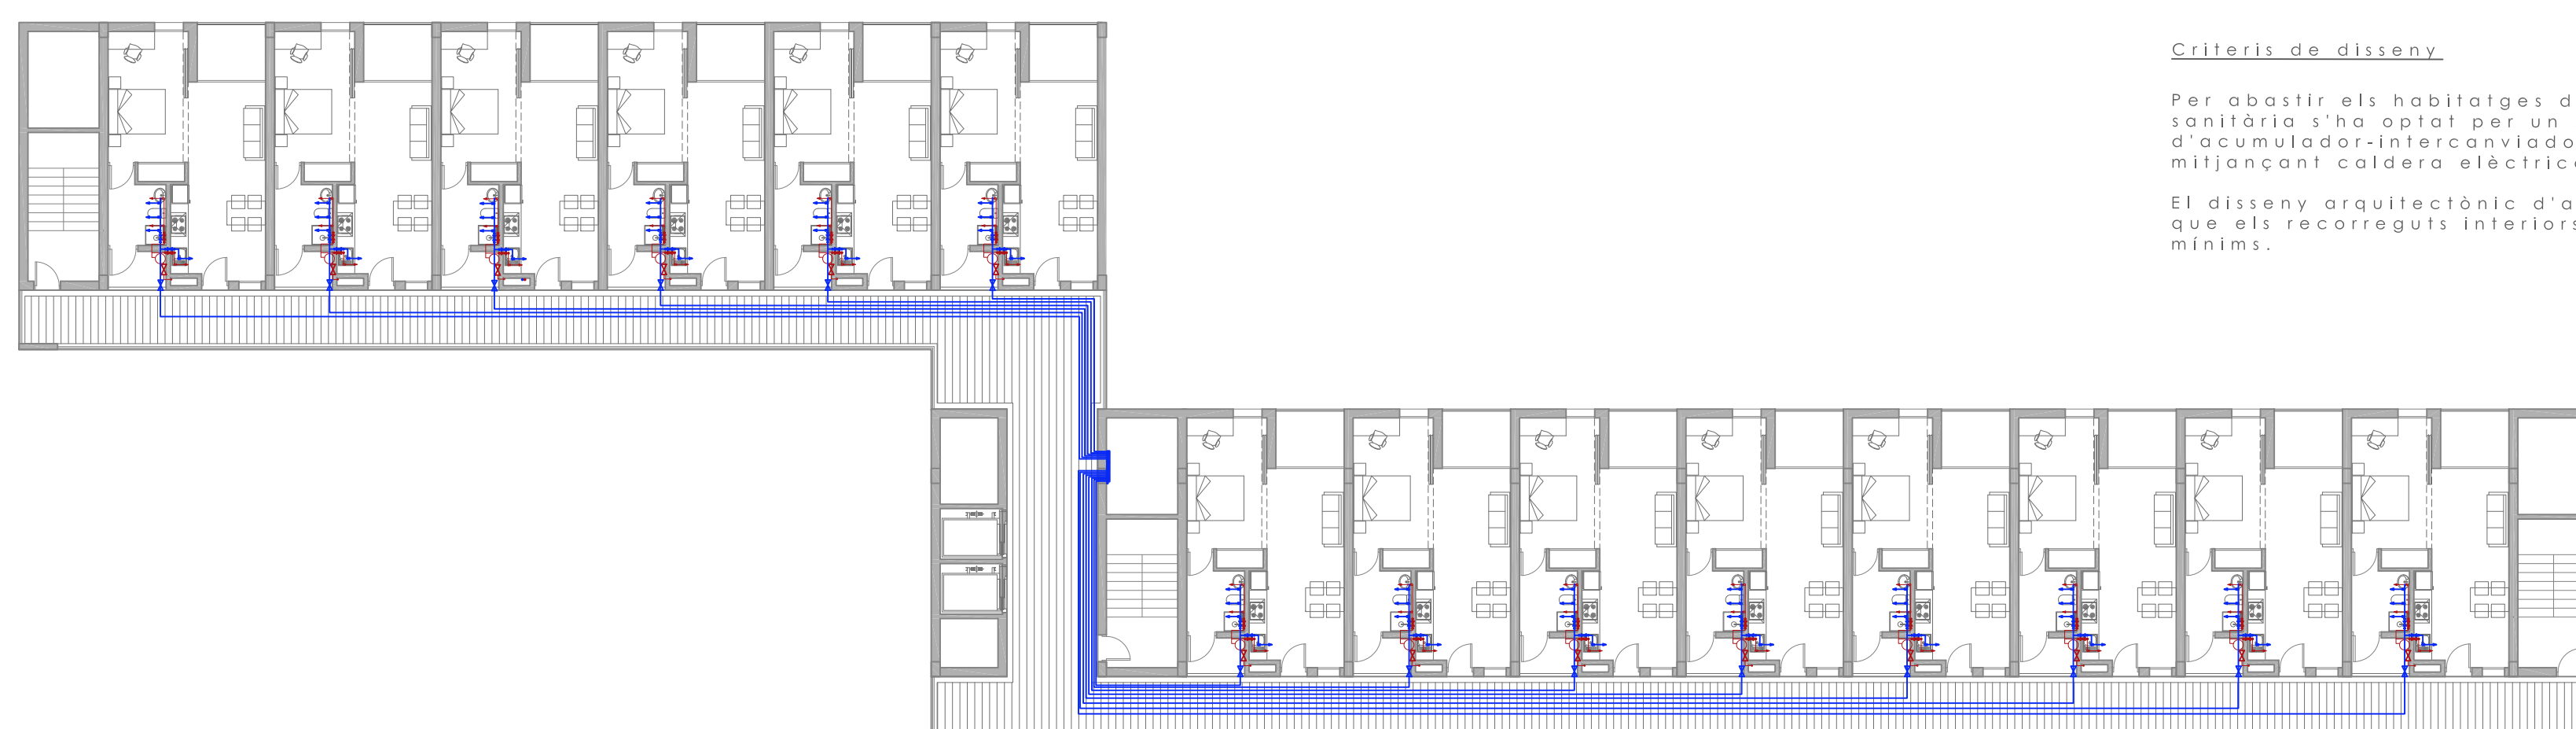 Criteris de disseny
Per abastir els habitatges d
sanitària s'ha optat per un
d'acumulador-intercanviado
mitjançant caldera elèctric
El disseny arquitectònic d'a
que els recorreguts interiors
mínims.